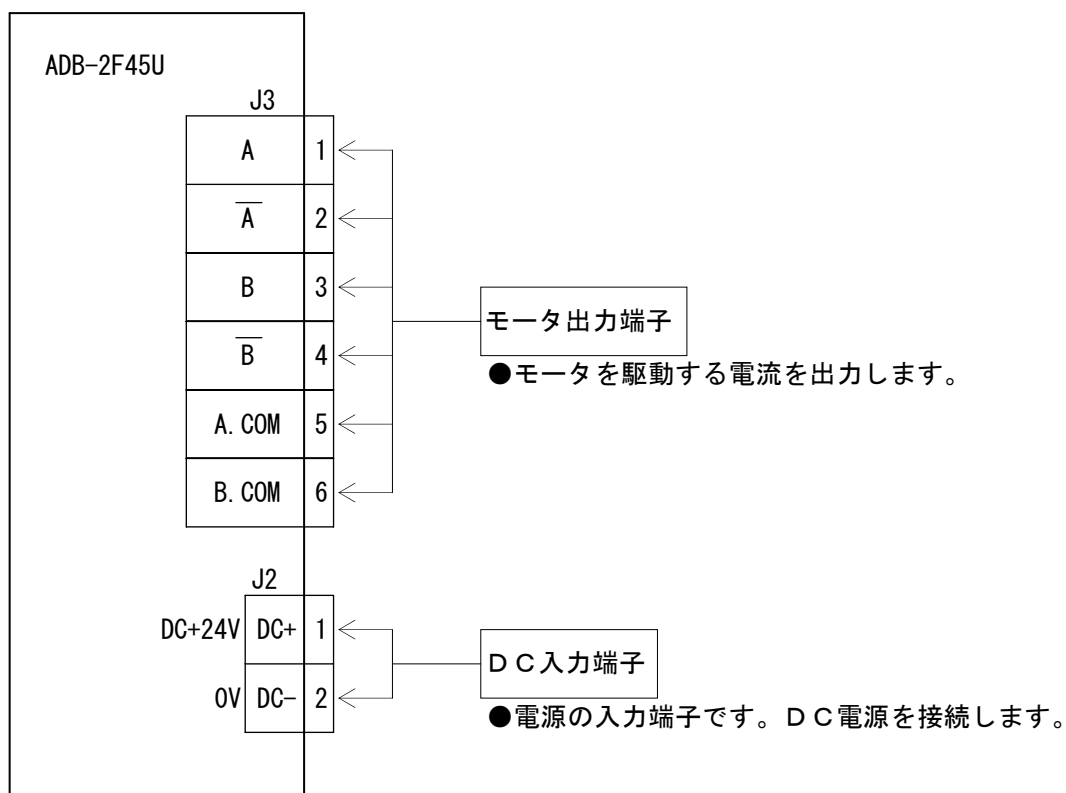 ADB-2F45U
J3
A 1
A̅ 2
B 3
B̅ 4
A.COM 5
B.COM 6
モータ出力端子
●モータを駆動する電流を出力します。
J2
DC+24V DC+ 1
0V DC- 2
ＤＣ入力端子
●電源の入力端子です。ＤＣ電源を接続します。